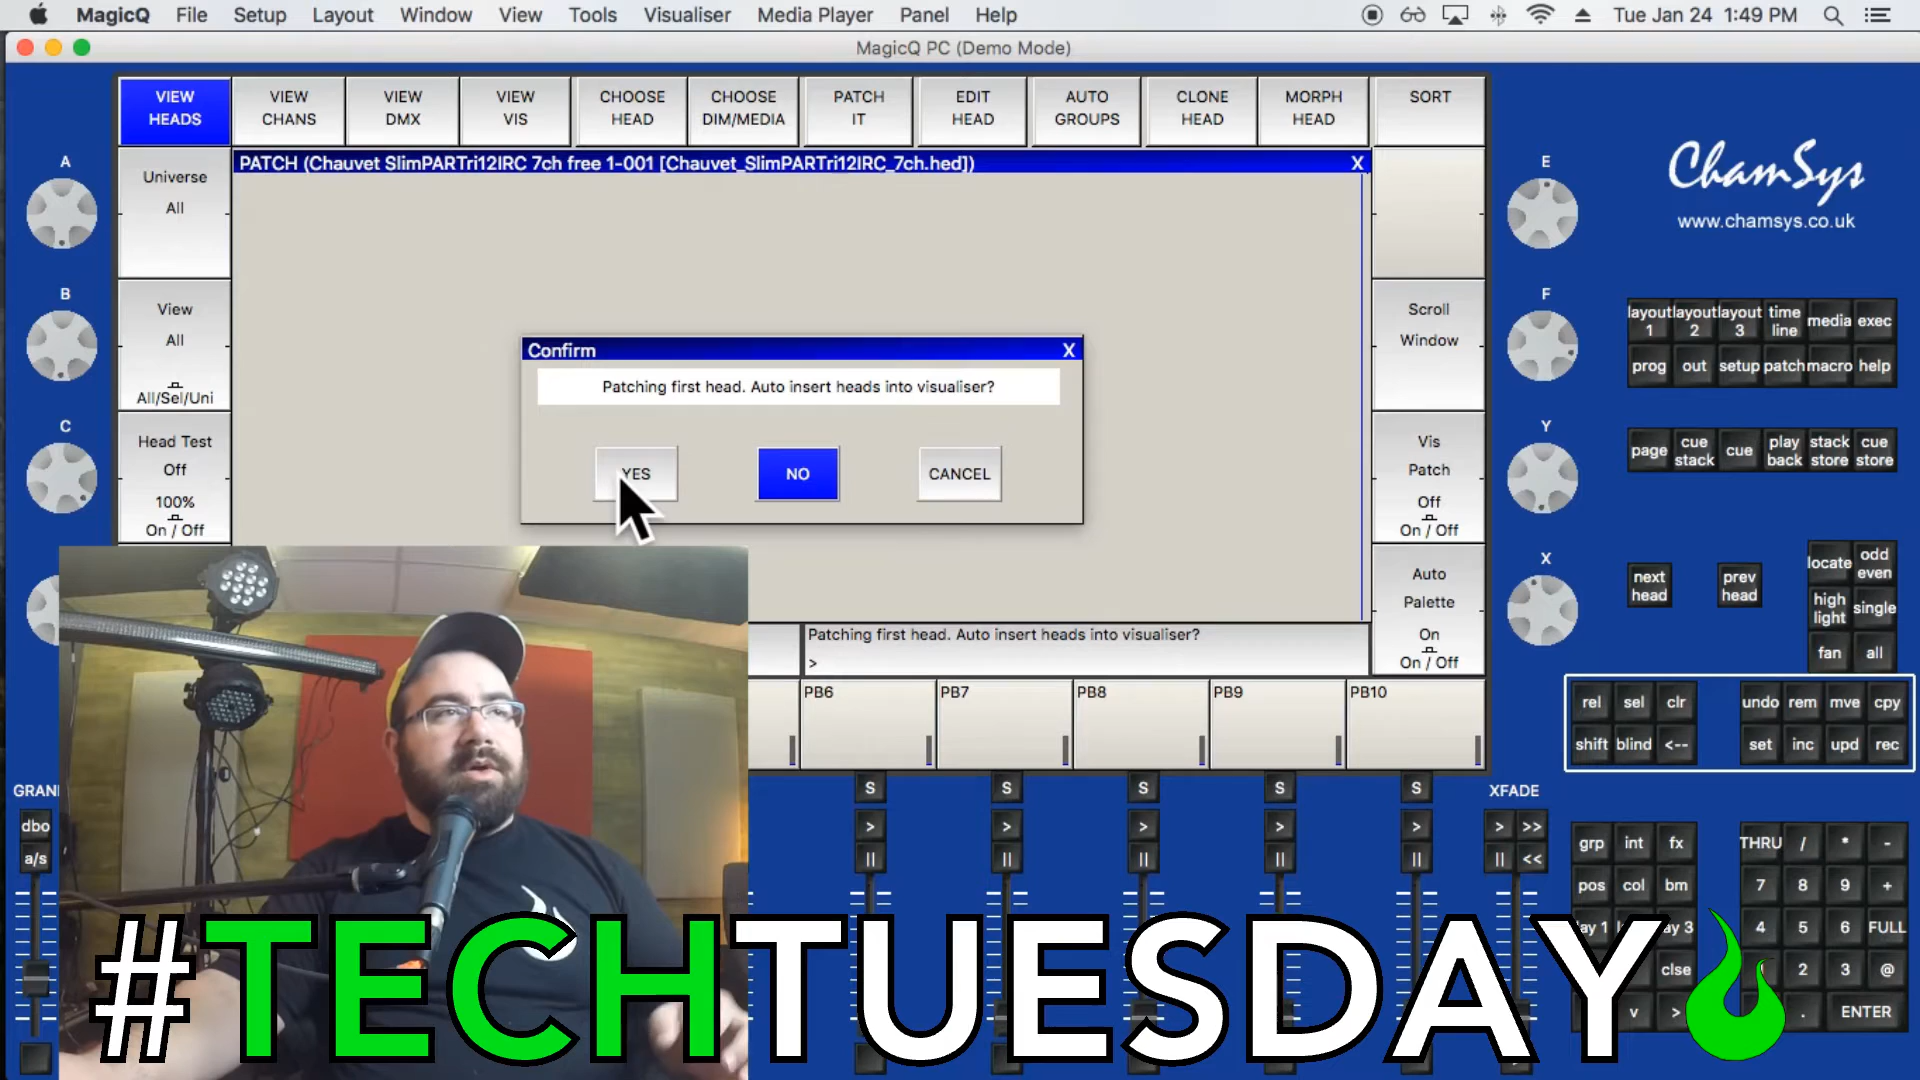 MagicQ File Setup Layout Window View Tools Visualiser Media Player Panel Help Tue Jan 24 1:49 PM
MagicQ PC (Demo Mode)
VIEW HEADS
VIEW CHANS
VIEW DMX
VIEW VIS
CHOOSE HEAD
CHOOSE DIM/MEDIA
PATCH IT
EDIT HEAD
AUTO GROUPS
CLONE HEAD
MORPH HEAD
SORT
PATCH (Chauvet SlimPARTri12IRC 7ch free 1-001 [Chauvet_SlimPARTri12IRC_7ch.hed])
X
A
B
C
Universe
All
View
All
All/Sel/Uni
Head Test
Off
100%
On / Off
Confirm
X
Patching first head. Auto insert heads into visualiser?
YES NO CANCEL
Scroll
Window
Vis
Patch
Off
On / Off
Auto
Palette
On
On / Off
Patching first head. Auto insert heads into visualiser?
>
PB6 PB7 PB8 PB9 PB10
E
F
Y
X
ChamSys
www.chamsys.co.uk
layout 1 layout 2 layout 3 time line media exec
prog out setup patch macro help
page cue stack cue play back stack store cue store
next head prev head
locate odd even
high light single
fan all
rel sel clr undo rem mve cpy
shift blind <-- set inc upd rec
GRAN
dbo
a/s
S S S S S
> > > > >
|| || || || ||
XFADE
> >>
|| <<
grp int fx THRU / * -
pos col bm 7 8 9 +
ay 1 ay 3 4 5 6 FULL
clse 2 3 @
v > . ENTER
#TECHTUESDAY